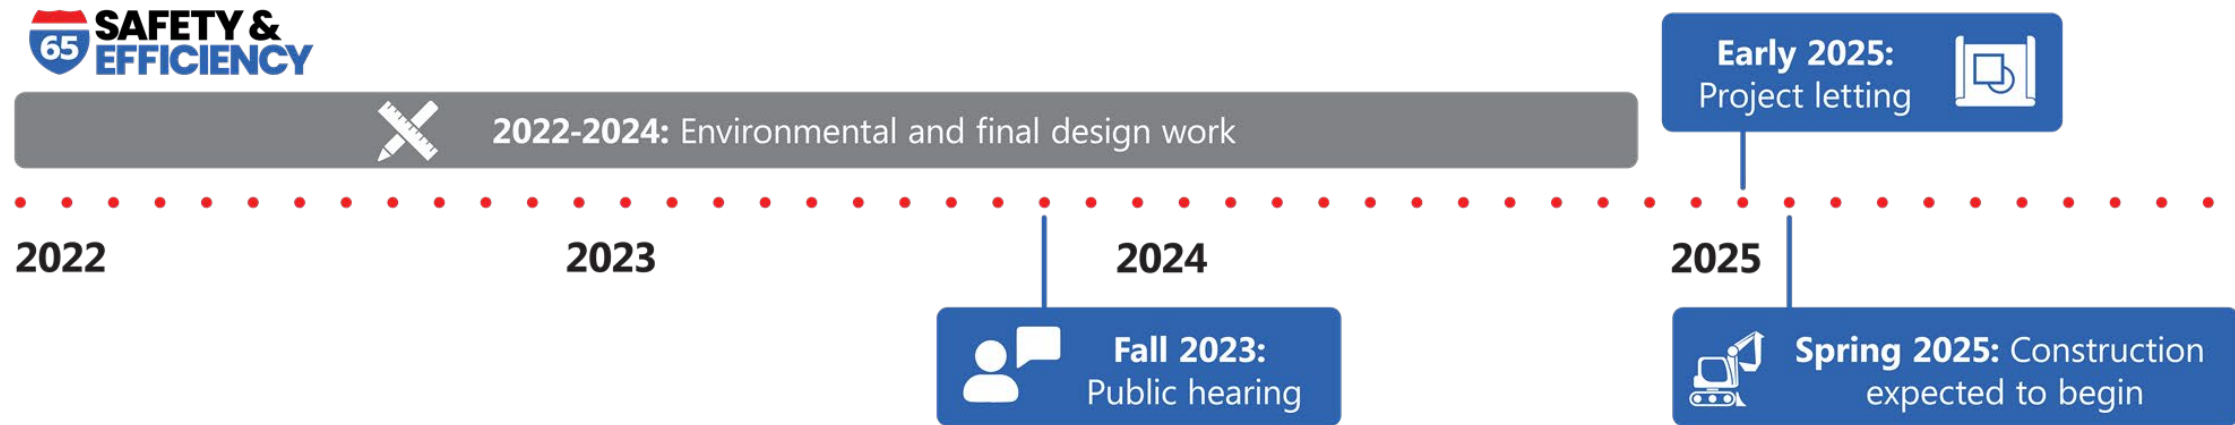 65 SAFETY &
EFFICIENCY
2022-2024: Environmental and final design work
Early 2025:
Project letting
2022
2023
2024
2025
Fall 2023:
Public hearing
Spring 2025: Construction
expected to begin